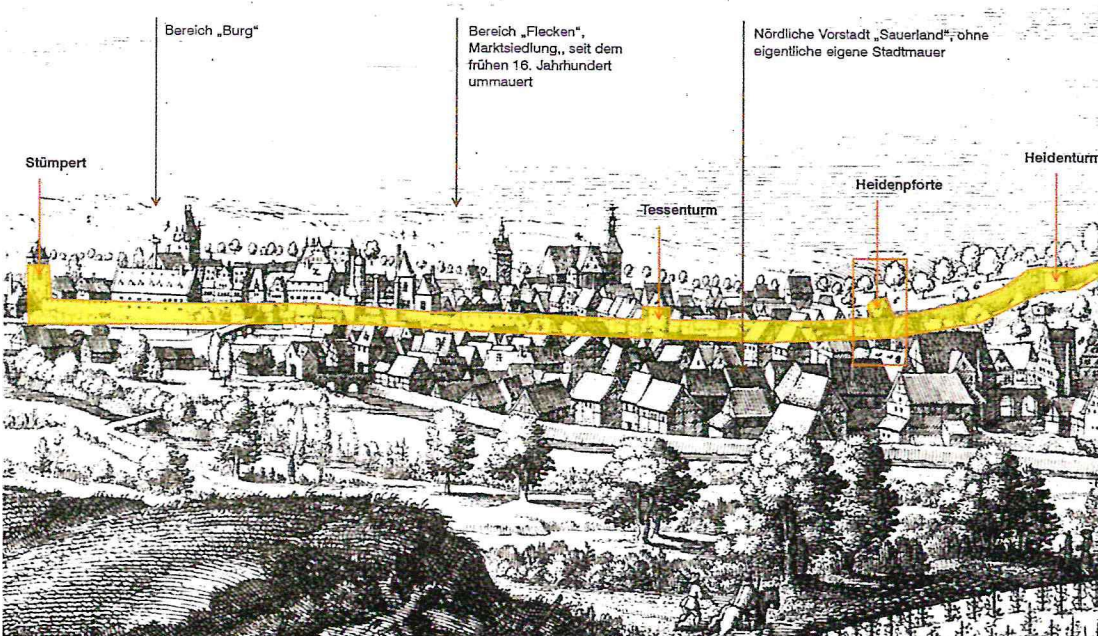 Bereich „Burg“
Bereich „Flecken“,
Marktsiedlung,, seit dem
frühen 16. Jahrhundert
ummauert
Nördliche Vorstadt „Sauerland“, ohne
eigentliche eigene Stadtmauer
Stümpert
Heidenturm
Heidenpforte
Tessenturm